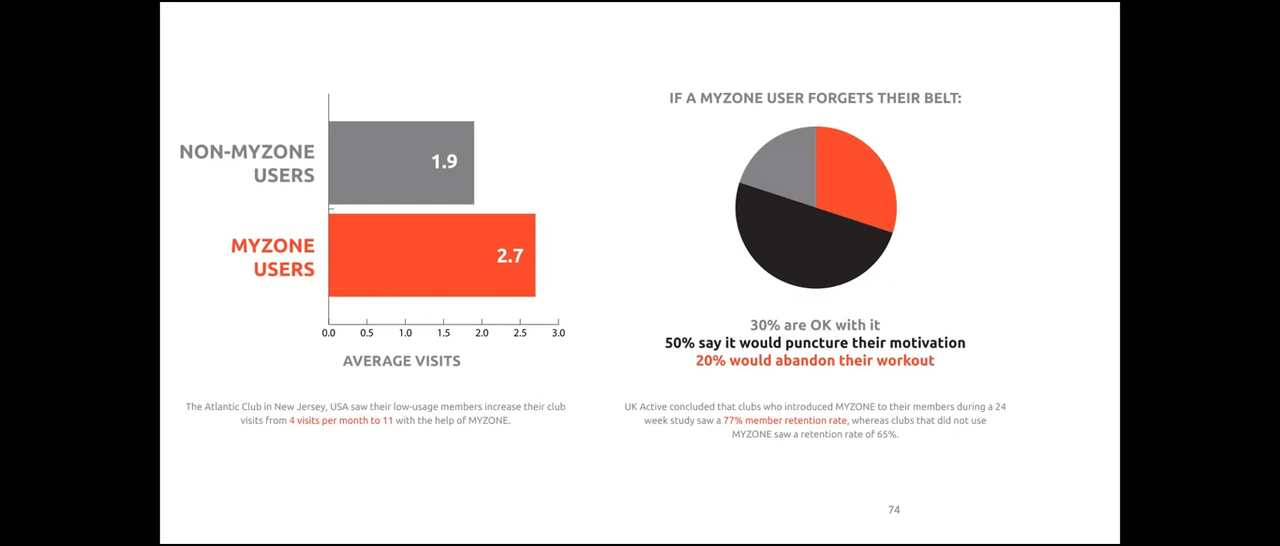 NON-MYZONE
USERS
1.9
MYZONE
USERS
2.7
0.0 0.5 1.0 1.5 2.0 2.5 3.0
AVERAGE VISITS
The Atlantic Club in New Jersey, USA saw their low-usage members increase their club
visits from 4 visits per month to 11 with the help of MYZONE.
IF A MYZONE USER FORGETS THEIR BELT:
30% are OK with it
50% say it would puncture their motivation
20% would abandon their workout
UK Active concluded that clubs who introduced MYZONE to their members during a 24
week study saw a 77% member retention rate, whereas clubs that did not use
MYZONE saw a retention rate of 65%.
74